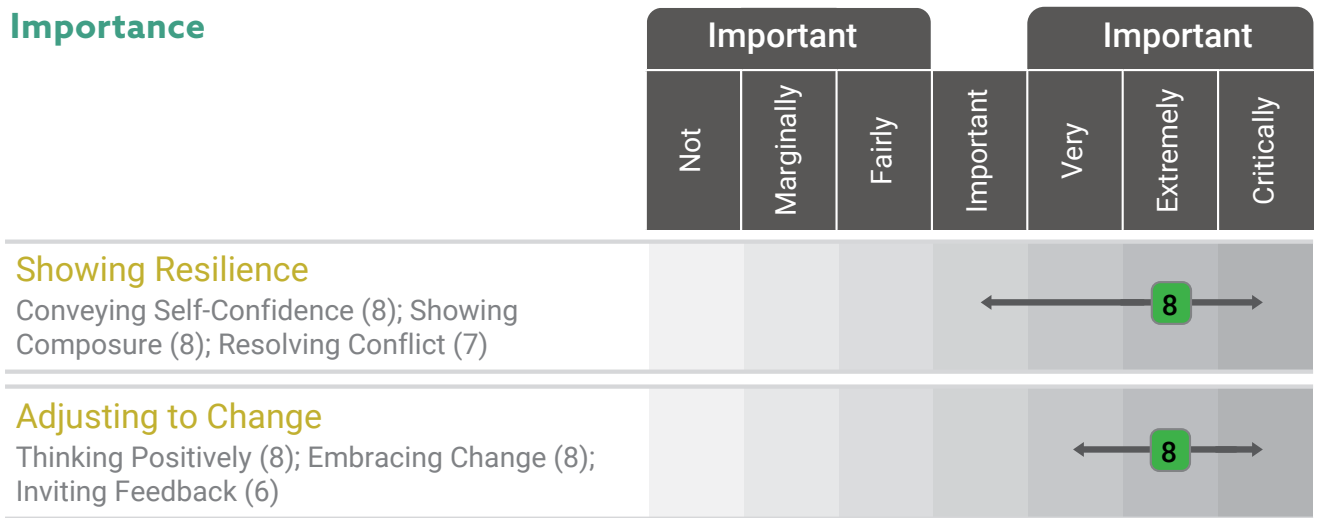 Importance
Important
Important
Not
Marginally
Fairly
Important
Very
Extremely
Critically
Showing Resilience
Conveying Self-Confidence (8); Showing
Composure (8); Resolving Conflict (7)
8
Adjusting to Change
Thinking Positively (8); Embracing Change (8);
Inviting Feedback (6)
8